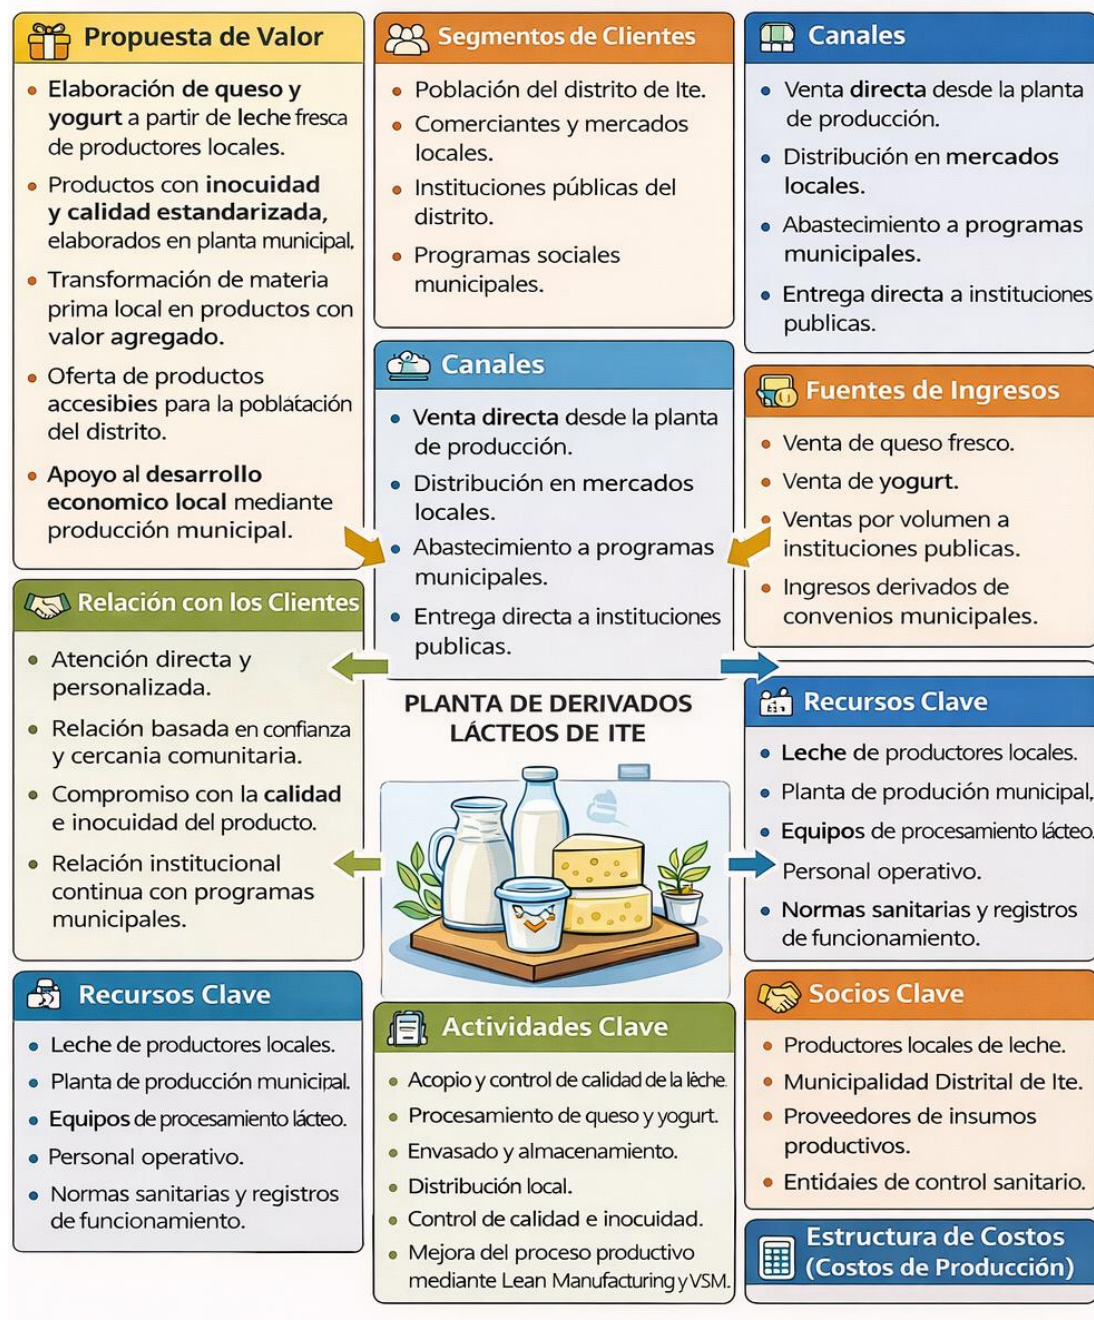 Propuesta de Valor
• Elaboración de queso y
yogurt a partir de leche fresca
de productores locales.
• Productos con inocuidad
y calidad estandarizada,
elaborados en planta municipal,
• Transformación de materia
prima local en productos con
valor agregado.
• Oferta de productos
accesibies para la poblatación
del distrito.
• Apoyo al desarrollo
economico local mediante
producción municipal.
Segmentos de Clientes
• Población del distrito de Ite.
• Comerciantes y mercados
locales.
• Instituciones públicas del
distrito.
• Programas sociales
municipales.
Canales
• Venta directa desde la planta
de producción.
• Distribución en mercados
locales.
• Abastecimiento a programas
municipales.
• Entrega directa a instituciones
publicas.
Canales
• Venta directa desde la planta
de producción.
• Distribución en mercados
locales.
• Abastecimiento a programas
municipales.
• Entrega directa a instituciones
publicas.
Fuentes de Ingresos
• Venta de queso fresco.
• Venta de yogurt.
• Ventas por volumen a
instituciones publicas.
• Ingresos derivados de
convenios municipales.
Relación con los Clientes
• Atención directa y
personalizada.
• Relación basada en confianza
y cercania comunitaria.
• Compromiso con la calidad
e inocuidad del producto.
• Relación institucional
continua con programas
municipales.
PLANTA DE DERIVADOS
LÁCTEOS DE ITE
Recursos Clave
• Leche de productores locales.
• Planta de produción municipal,
• Equipos de procesamiento lácteo.
Personal operativo.
• Normas sanitarias y registros
de funcionamiento.
Recursos Clave
• Leche de productores locales.
• Planta de producción municipal.
• Equipos de procesamiento lácteo.
• Personal operativo.
• Normas sanitarias y registros
de funcionamiento.
Actividades Clave
• Acopio y control de calidad de la lèche.
• Procesamiento de queso y yogurt.
• Envasado y almacenamiento.
• Distribución local.
• Control de calidad e inocuidad.
• Mejora del proceso productivo
mediante Lean Manufacturing y VSM.
Socios Clave
• Productores locales de leche.
• Municipalidad Distrital de Ite.
• Proveedores de insumos
productivos.
• Entidaies de control sanitario.
Estructura de Costos
(Costos de Producción)